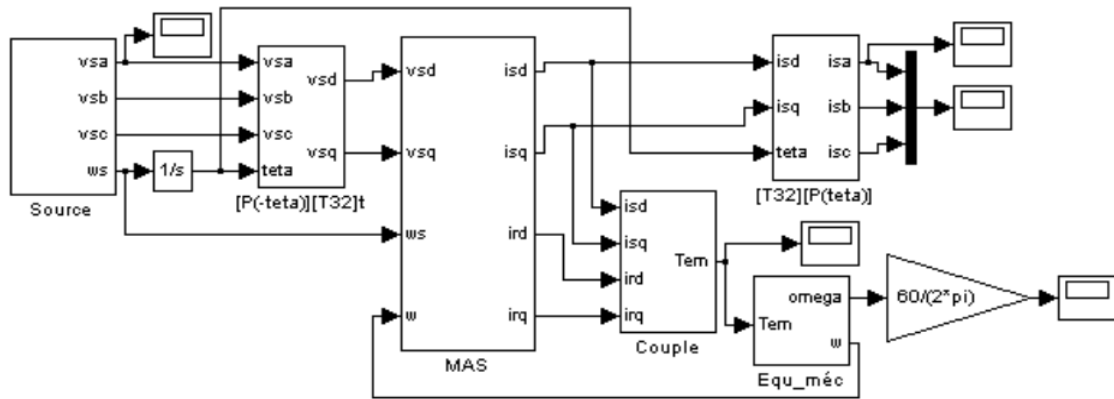 vsa
vsb
vsc
ws
Source
1/s
vsa
vsb
vsc
teta
vsd
vsq
[P(-teta)][T32]t
vsd
vsq
ws
w
isd
isq
ird
irq
MAS
isd
isq
ird
irq
Tem
Couple
Tem
omega
w
Equ_méc
60/(2*pi)
isd
isq
teta
isa
isb
isc
[T32][P(teta)]